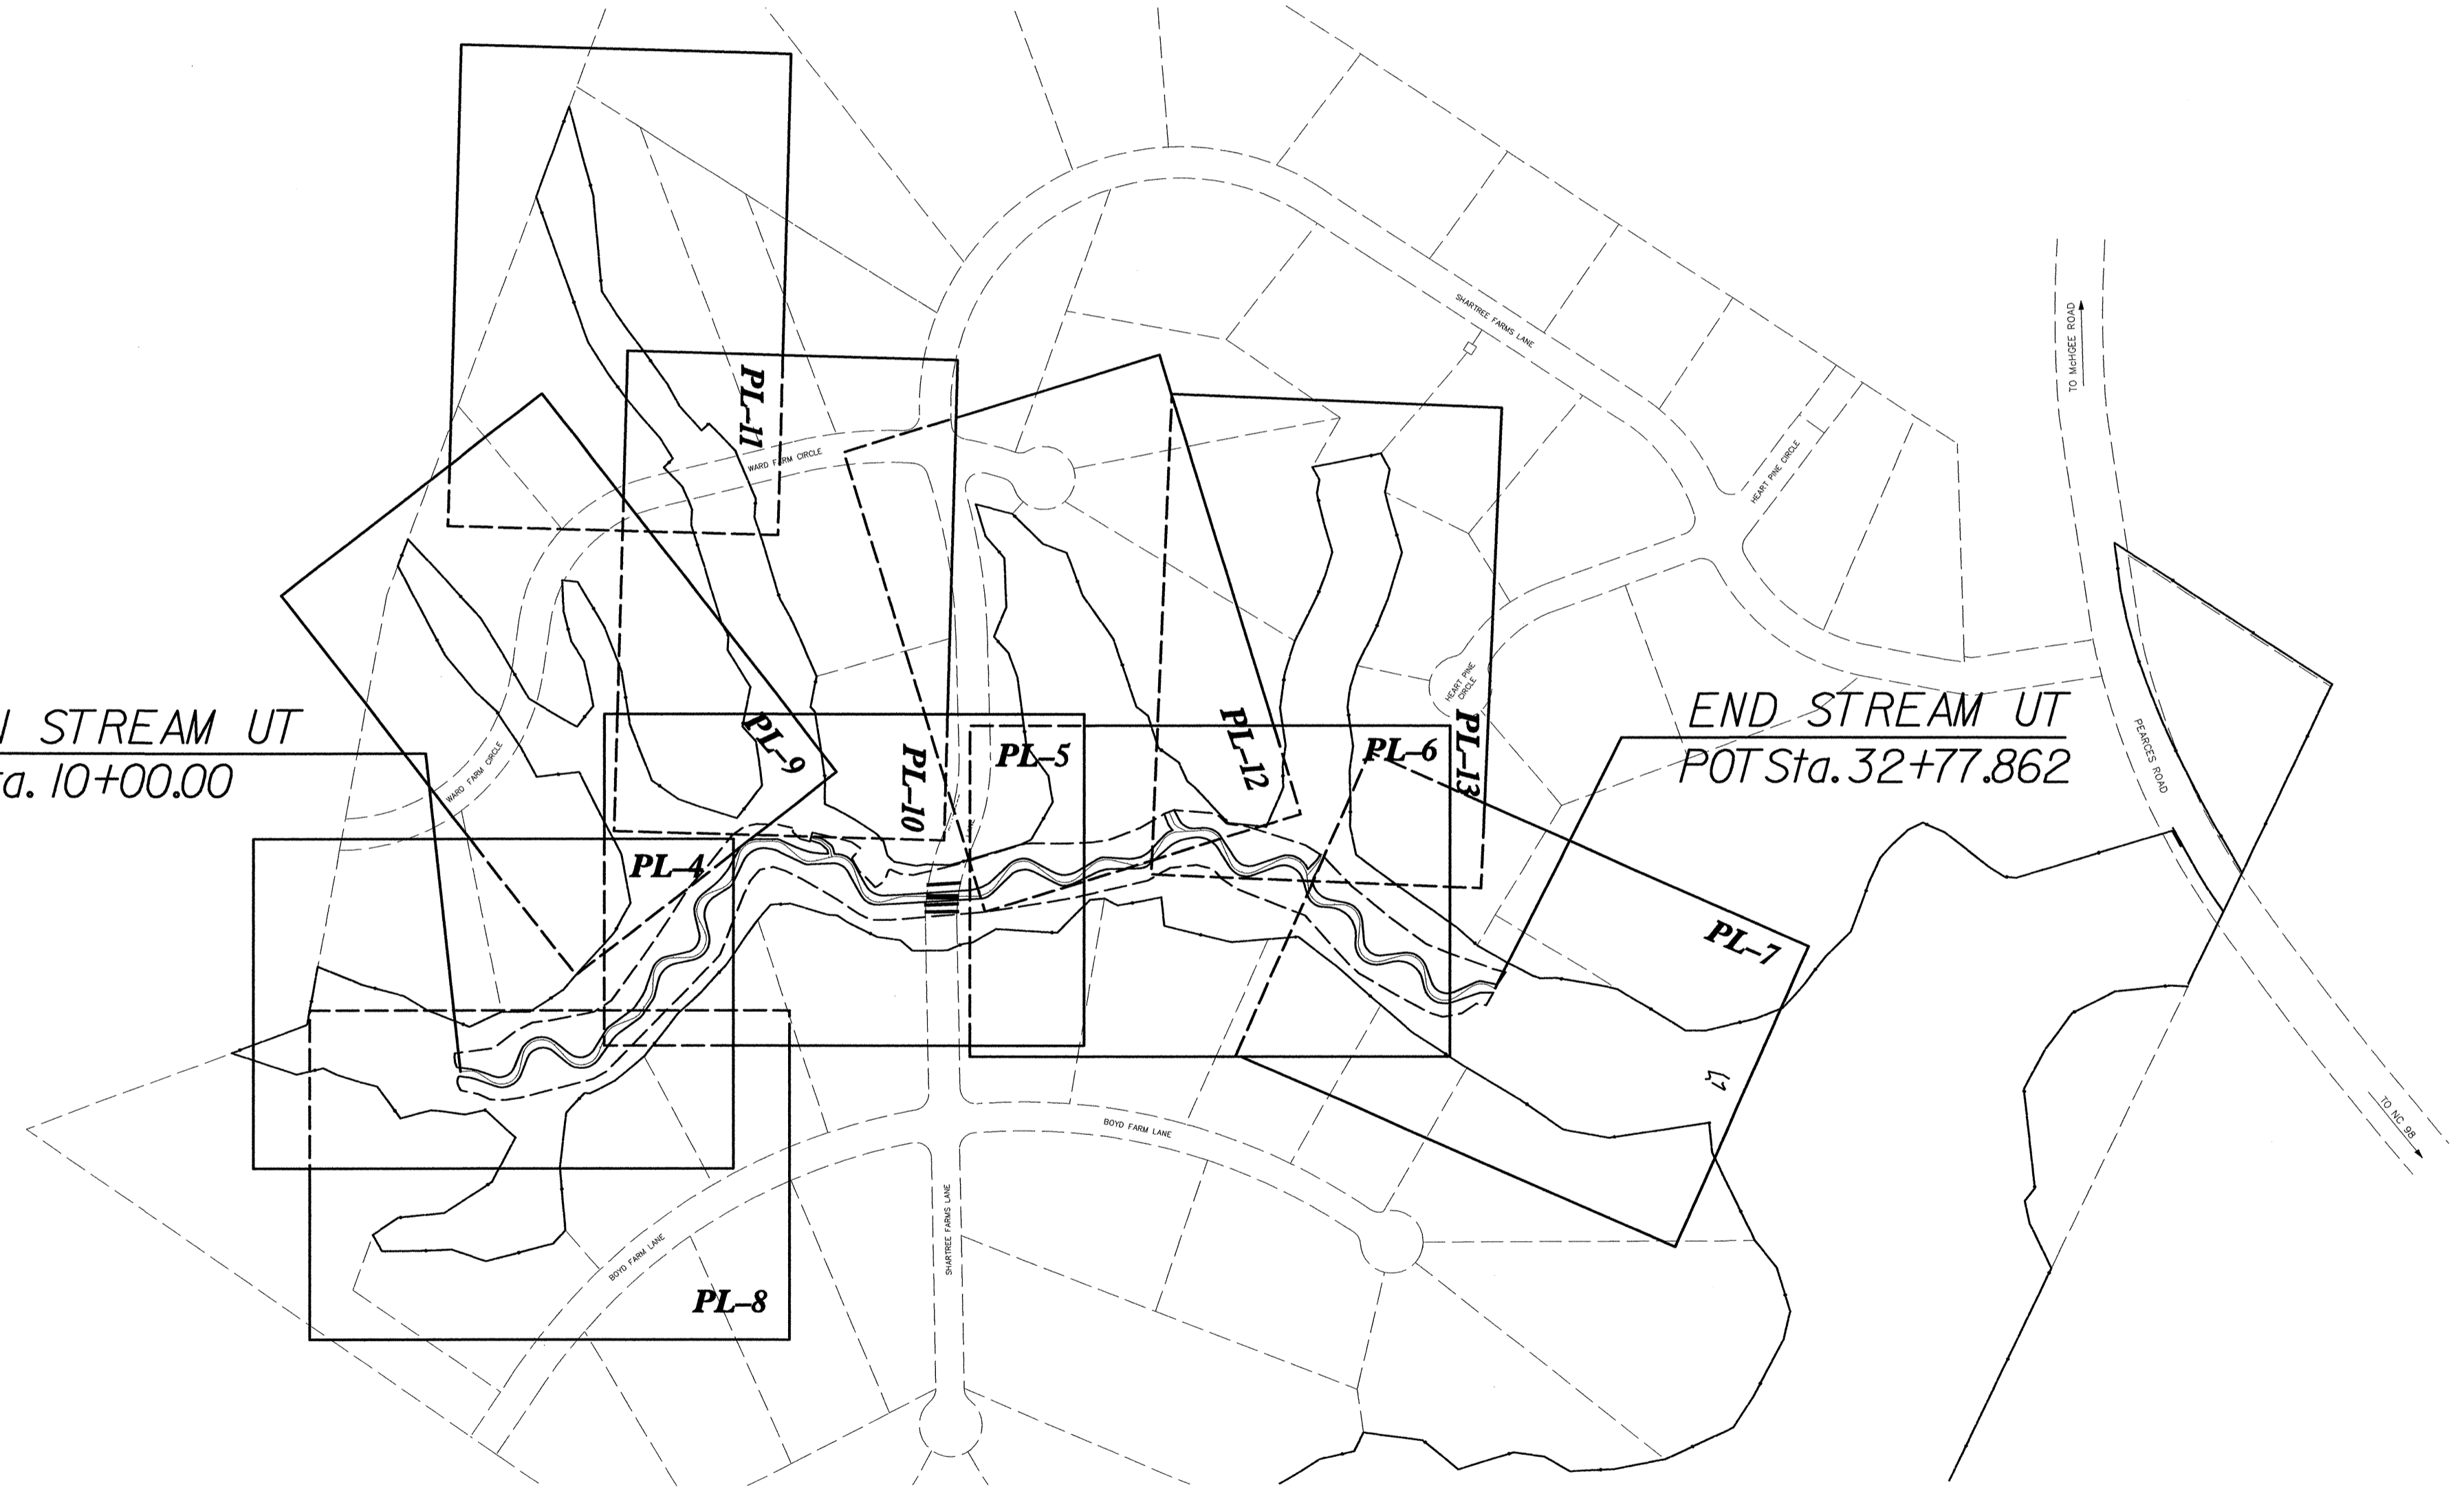 SHARTREE FARMS LANE
TO McHGEE ROAD
PL-11
WARD FARM CIRCLE
HEART PINE CIRCLE
HEART PINE
CIRCLE
STREAM UT
Sta. 10+00.00
WARD FARM CIRCLE
PL-9
PL-10
PL-5
PL-12
PL-6
PL-13
END STREAM UT
POTSta. 32+77.862
PEARCES ROAD
PL-4
PL-7
BOYD FARM LANE
TO NC 98
SHARTREE FARMS LANE
BOYD FARM LANE
PL-8